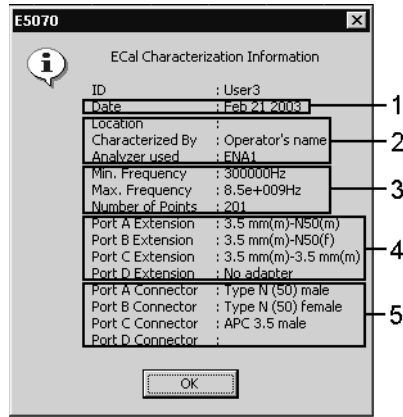 E5070
ECal Characterization Information
ID : User3
Date : Feb 21 2003
1
Location :
Characterized By : Operator's name
2
Analyzer used : ENA1
Min. Frequency : 300000Hz
Max. Frequency : 8.5e+009Hz
3
Number of Points : 201
Port A Extension : 3.5 mm(m)-N50(m)
Port B Extension : 3.5 mm(m)-N50(f)
4
Port C Extension : 3.5 mm(m)-3.5 mm(m)
Port D Extension : No adapter
Port A Connector : Type N (50) male
Port B Connector : Type N (50) female
5
Port C Connector : APC 3.5 male
Port D Connector :
OK